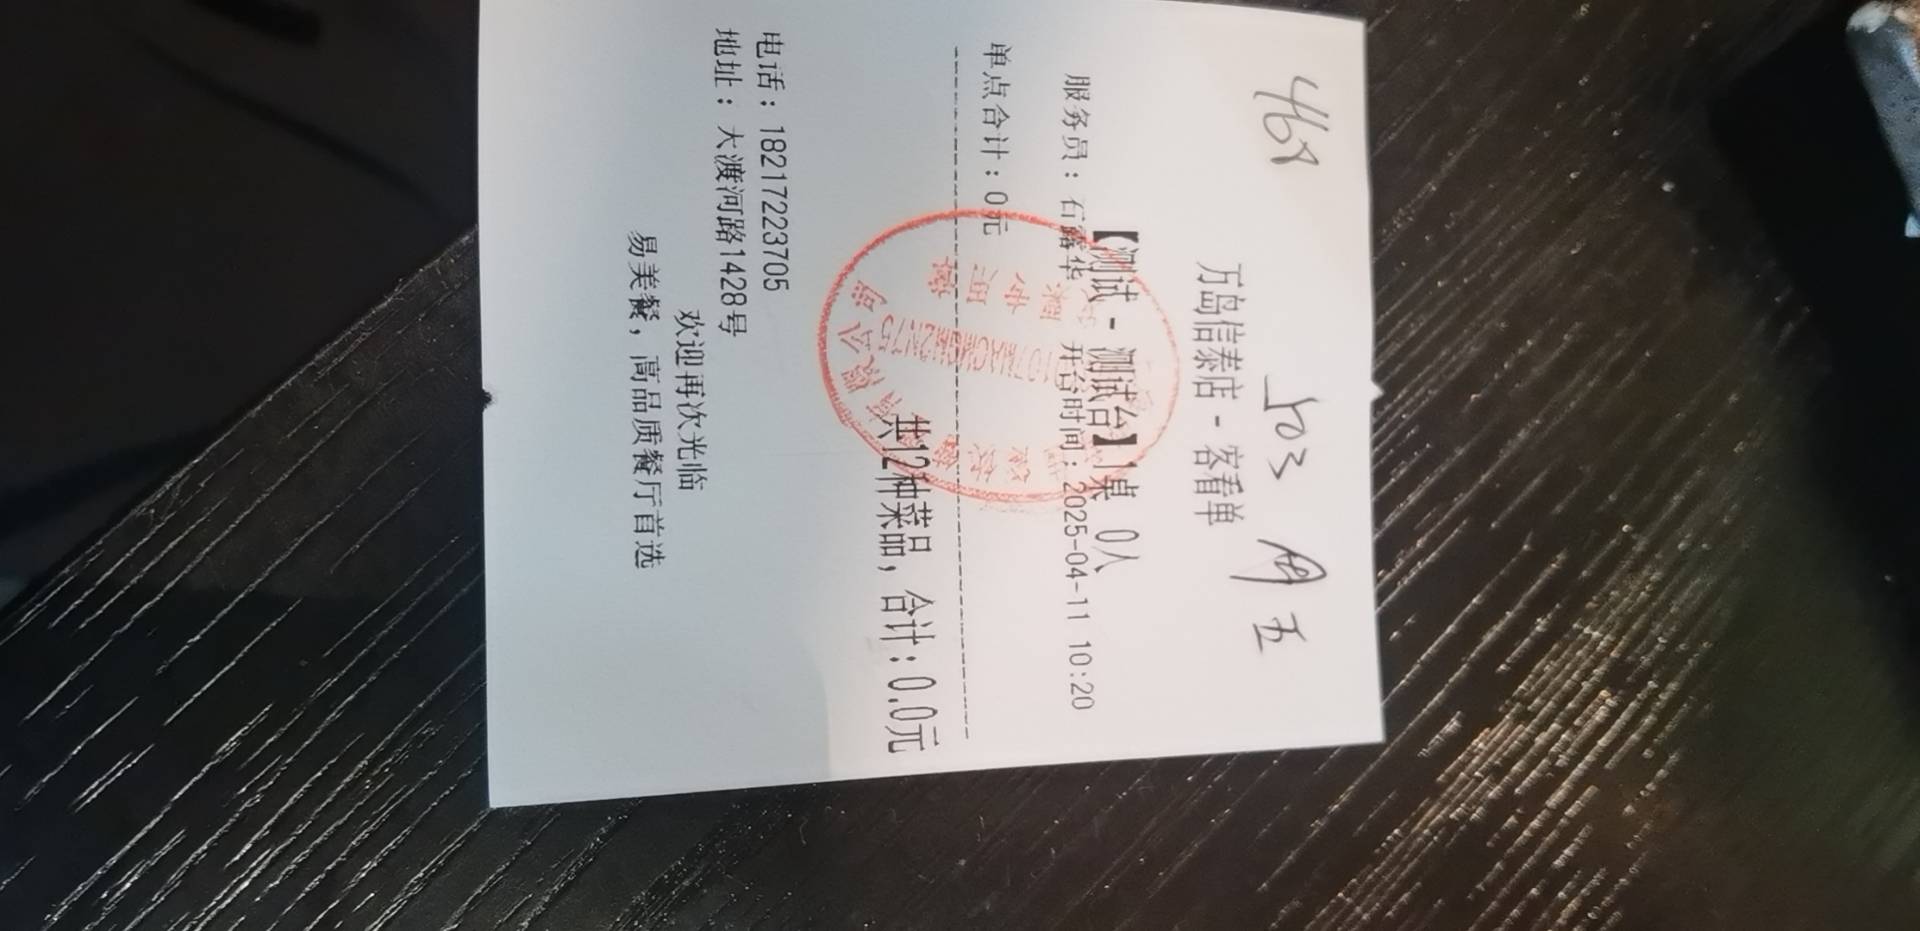 468 503 周五
万岛信泰店 - 客看单
【测试 - 测试台】1桌 0人
服务员：石露华 开台时间：2025-04-11 10:20
单点合计：0元
共12种菜品，合计：0.0元
电话：18217223705
地址：大渡河路1428号
欢迎再次光临
易美餐，高品质餐厅首选